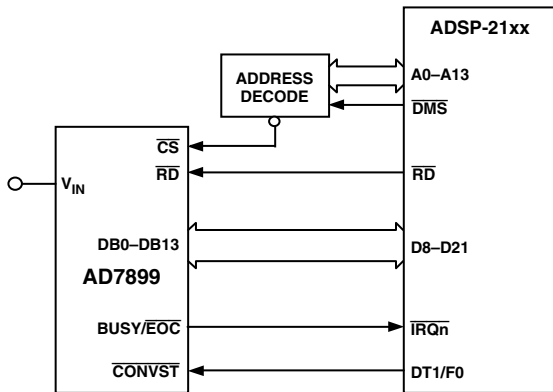 ADSP-21xx
ADDRESS
DECODE
A0–A13
DMS
CS
RD
RD
VIN
DB0–DB13
D8–D21
AD7899
BUSY/EOC
IRQn
CONVST
DT1/F0